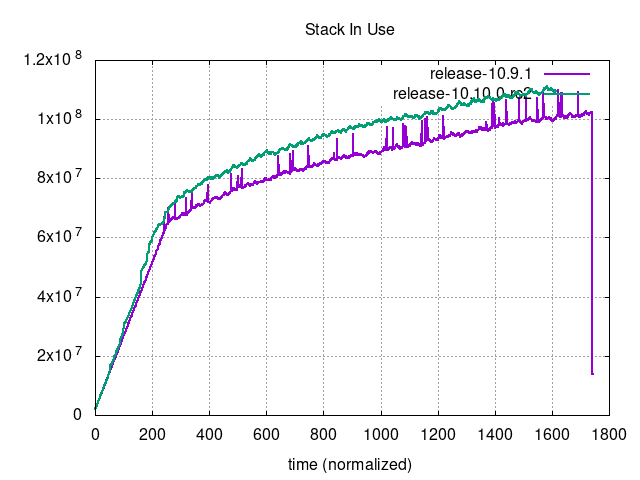 Stack In Use
1.2x10^8
1x10^8
8x10^7
6x10^7
4x10^7
2x10^7
0
release-10.9.1
release-10.10.0-rc2
0 200 400 600 800 1000 1200 1400 1600 1800
time (normalized)